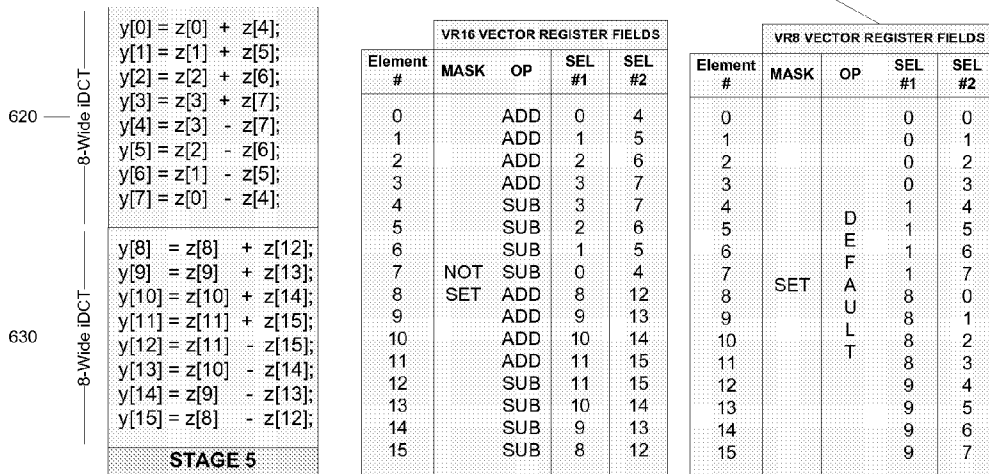 620
8-Wide iDCT
y[0] = z[0] + z[4];
y[1] = z[1] + z[5];
y[2] = z[2] + z[6];
y[3] = z[3] + z[7];
y[4] = z[3] - z[7];
y[5] = z[2] - z[6];
y[6] = z[1] - z[5];
y[7] = z[0] - z[4];
630
8-Wide iDCT
y[8] = z[8] + z[12];
y[9] = z[9] + z[13];
y[10] = z[10] + z[14];
y[11] = z[11] + z[15];
y[12] = z[11] - z[15];
y[13] = z[10] - z[14];
y[14] = z[9] - z[13];
y[15] = z[8] - z[12];
STAGE 5
VR16 VECTOR REGISTER FIELDS
Element # MASK OP SEL #1 SEL #2
0 ADD 0 4
1 ADD 1 5
2 ADD 2 6
3 ADD 3 7
4 SUB 3 7
5 SUB 2 6
6 SUB 1 5
7 NOT SUB 0 4
8 SET ADD 8 12
9 ADD 9 13
10 ADD 10 14
11 ADD 11 15
12 SUB 11 15
13 SUB 10 14
14 SUB 9 13
15 SUB 8 12
VR8 VECTOR REGISTER FIELDS
Element # MASK OP SEL #1 SEL #2
SET
DEFAULT
0 0 0
1 0 1
2 0 2
3 0 3
4 1 4
5 1 5
6 1 6
7 1 7
8 8 0
9 8 1
10 8 2
11 8 3
12 9 4
13 9 5
14 9 6
15 9 7